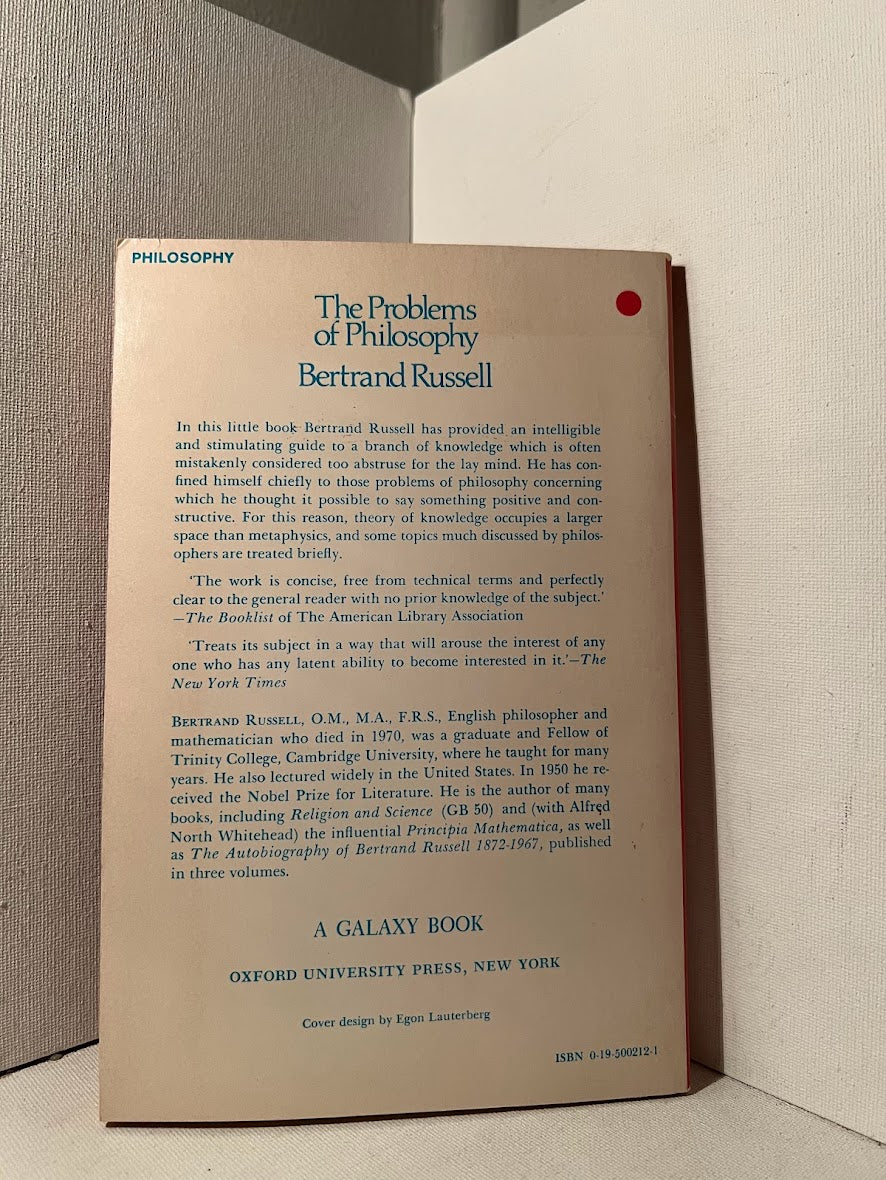 PHILOSOPHY
The Problems
of Philosophy
Bertrand Russell
In this little book Bertrand Russell has provided an intelligible
and stimulating guide to a branch of knowledge which is often
mistakenly considered too abstruse for the lay mind. He has con-
fined himself chiefly to those problems of philosophy concerning
which he thought it possible to say something positive and con-
structive. For this reason, theory of knowledge occupies a larger
space than metaphysics, and some topics much discussed by philos-
ophers are treated briefly.
'The work is concise, free from technical terms and perfectly
clear to the general reader with no prior knowledge of the subject.'
—The Booklist of The American Library Association
'Treats its subject in a way that will arouse the interest of any
one who has any latent ability to become interested in it.'—The
New York Times
BERTRAND RUSSELL, O.M., M.A., F.R.S., English philosopher and
mathematician who died in 1970, was a graduate and Fellow of
Trinity College, Cambridge University, where he taught for many
years. He also lectured widely in the United States. In 1950 he re-
ceived the Nobel Prize for Literature. He is the author of many
books, including Religion and Science (GB 50) and (with Alfred
North Whitehead) the influential Principia Mathematica, as well
as The Autobiography of Bertrand Russell 1872-1967, published
in three volumes.
A GALAXY BOOK
OXFORD UNIVERSITY PRESS, NEW YORK
Cover design by Egon Lauterberg
ISBN 0-19-500212-1